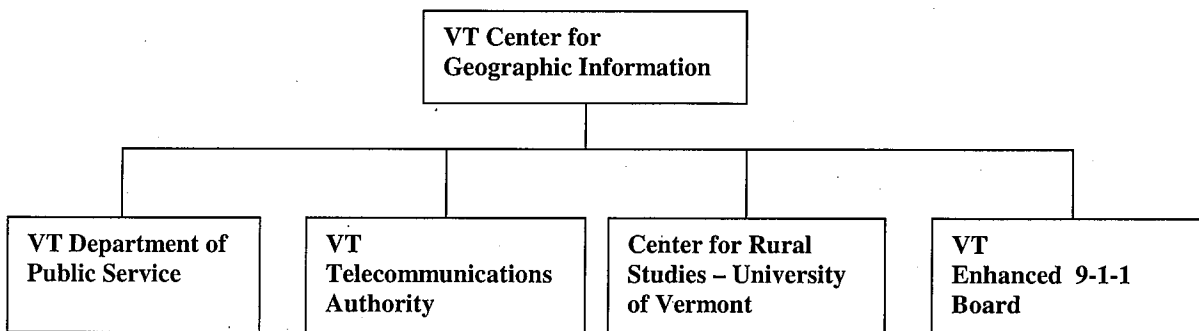 VT Center for
Geographic Information
VT Department of
Public Service
VT
Telecommunications
Authority
Center for Rural
Studies – University
of Vermont
VT
Enhanced 9-1-1
Board